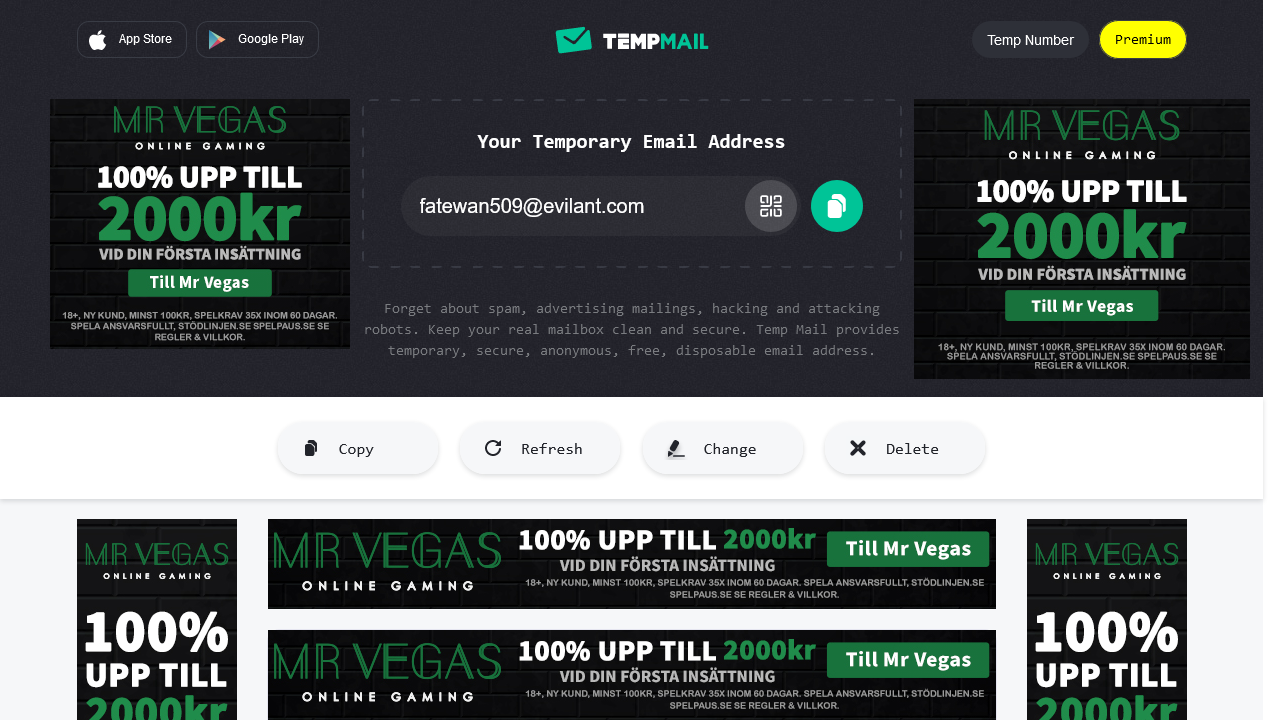 App Store
Google Play
TEMPMAIL
Temp Number
Premium
MR VEGAS
ONLINE GAMING
100% UPP TILL
2000kr
VID DIN FÖRSTA INSÄTTNING
Till Mr Vegas
18+, NY KUND, MINST 100KR, SPELKRAV 35X INOM 60 DAGAR.
SPELA ANSVARSFULLT, STÖDLINJEN.SE SPELPAUS.SE SE
REGLER & VILLKOR.
Your Temporary Email Address
fatewan509@evilant.com
Forget about spam, advertising mailings, hacking and attacking
robots. Keep your real mailbox clean and secure. Temp Mail provides
temporary, secure, anonymous, free, disposable email address.
MR VEGAS
ONLINE GAMING
100% UPP TILL
2000kr
VID DIN FÖRSTA INSÄTTNING
Till Mr Vegas
18+, NY KUND, MINST 100KR, SPELKRAV 35X INOM 60 DAGAR.
SPELA ANSVARSFULLT, STÖDLINJEN.SE SPELPAUS.SE SE
REGLER & VILLKOR.
Copy
Refresh
Change
Delete
MR VEGAS
ONLINE GAMING
100%
UPP TILL
2000kr
MR VEGAS
ONLINE GAMING
100% UPP TILL 2000kr
VID DIN FÖRSTA INSÄTTNING
Till Mr Vegas
18+, NY KUND, MINST 100KR, SPELKRAV 35X INOM 60 DAGAR. SPELA ANSVARSFULLT, STÖDLINJEN.SE
SPELPAUS.SE SE REGLER & VILLKOR.
MR VEGAS
ONLINE GAMING
100% UPP TILL 2000kr
VID DIN FÖRSTA INSÄTTNING
Till Mr Vegas
18+, NY KUND, MINST 100KR, SPELKRAV 35X INOM 60 DAGAR. SPELA ANSVARSFULLT, STÖDLINJEN.SE
SPELPAUS.SE SE REGLER & VILLKOR.
MR VEGAS
ONLINE GAMING
100%
UPP TILL
2000kr